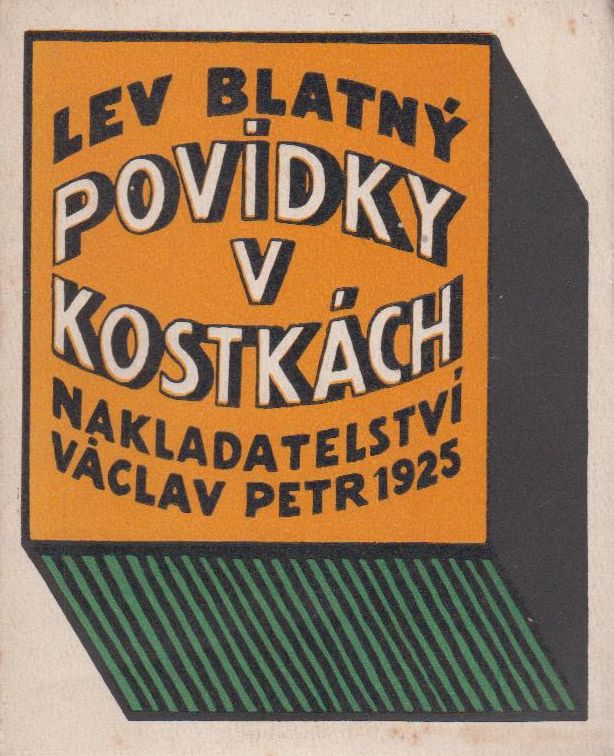 LEV BLATNÝ
POVÍDKY
V
KOSTKÁCH
NAKLADATELSTVÍ
VÁCLAV PETR 1925